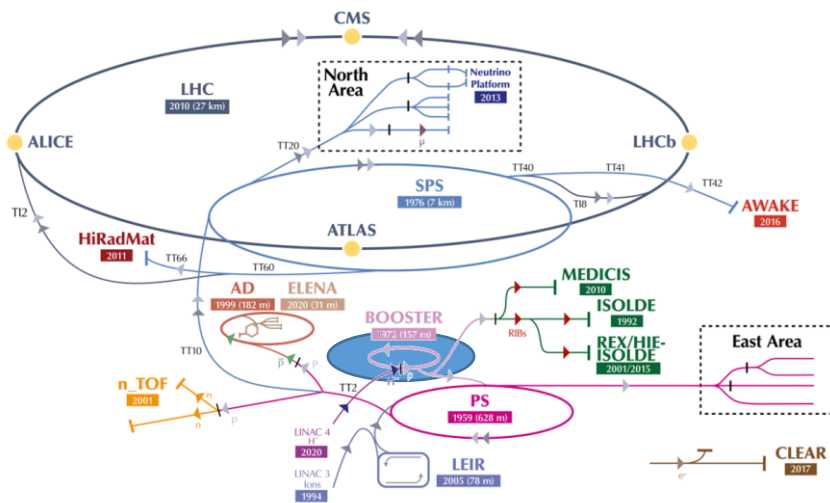 CMS
LHC
2010 (27 km)
North
Area
Neutrino
Platform
2013
μ
ALICE
LHCb
TT20
TT40
TT41
TT42
TI8
TI2
SPS
1976 (7 km)
AWAKE
2016
ATLAS
HiRadMat
2011
TT66
TT60
AD
1999 (182 m)
ELENA
2020 (31 m)
MEDICIS
2010
BOOSTER
1972 (157 m)
ISOLDE
1992
RIBs
REX/HIE-
ISOLDE
2001/2015
East Area
TT10
p
p
p
TT2
n_TOF
2001
n
n
p
PS
1959 (628 m)
LINAC 4
H⁻
2020
LINAC 3
Ions
1994
LEIR
2005 (78 m)
CLEAR
2017
e⁻